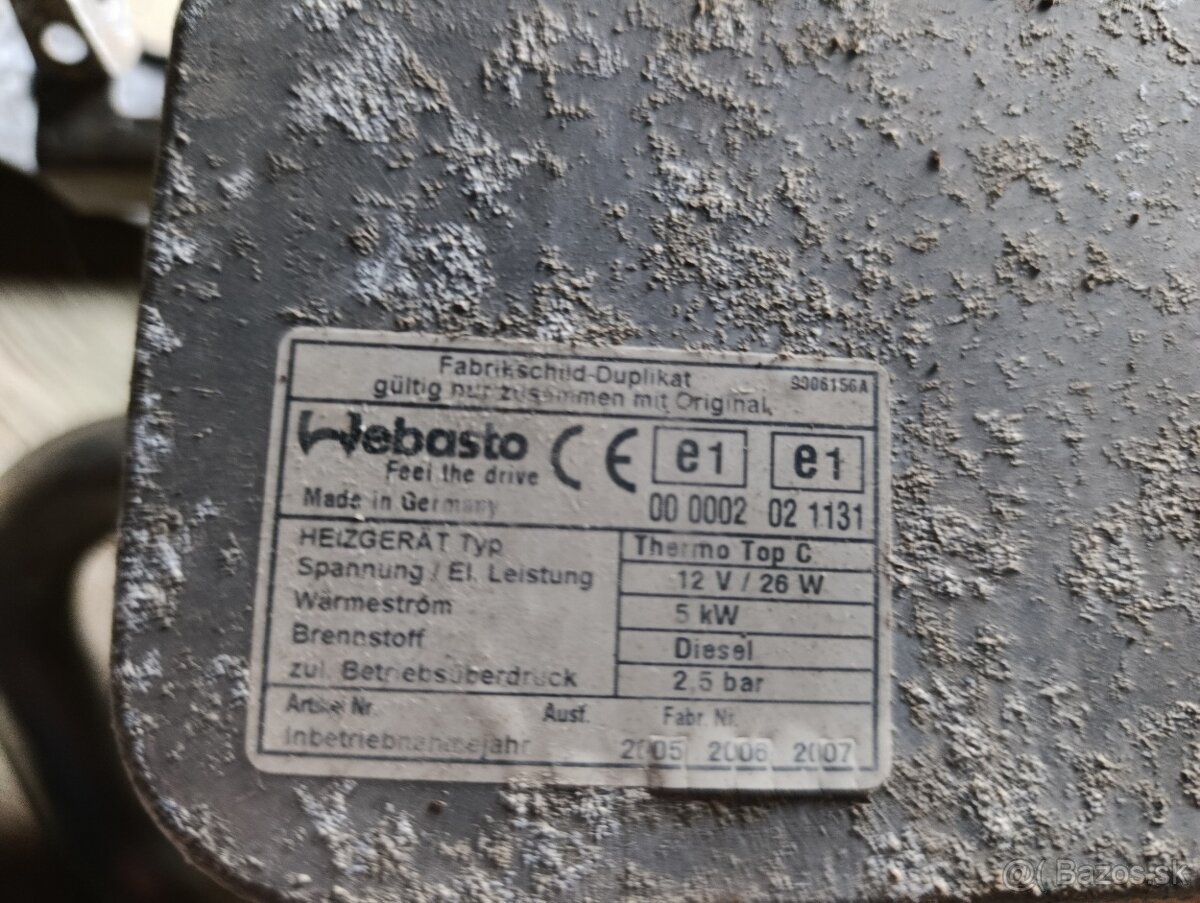 Fabrikschild-Duplikat
gültig nur zusammen mit Original
9006156A
Webasto
Feel the drive
CE e1 e1
Made in Germany
00 0002 02 1131
HEIZGERÄT Typ Thermo Top C
Spannung / El. Leistung 12 V / 26 W
Wärmestrom 5 kW
Brennstoff Diesel
zul. Betriebsüberdruck 2,5 bar
Artikel Nr. Ausf. Fabr. Nr.
Inbetriebnahmejahr 2005 2006 2007
@( Bazos.sk